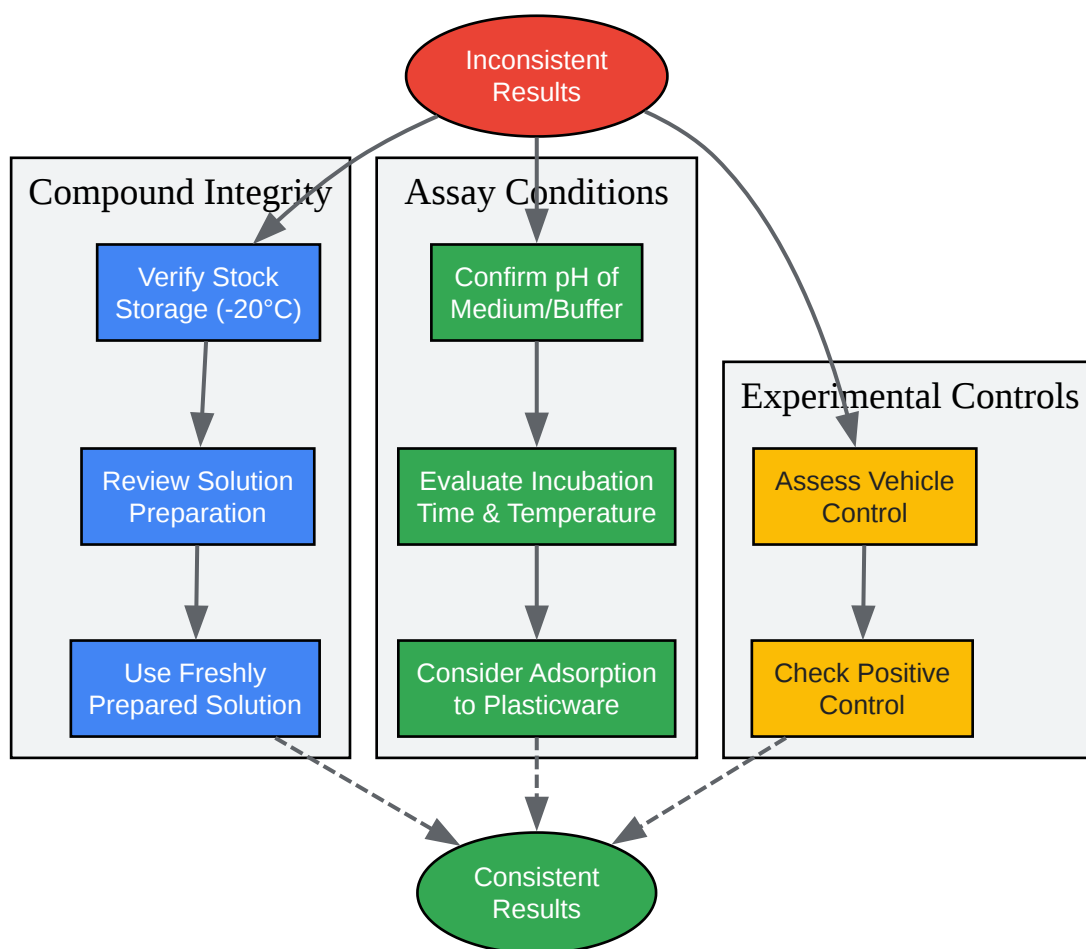 Inconsistent
Results
Compound Integrity
Verify Stock
Storage (-20°C)
Review Solution
Preparation
Use Freshly
Prepared Solution
Assay Conditions
Confirm pH of
Medium/Buffer
Evaluate Incubation
Time & Temperature
Consider Adsorption
to Plasticware
Experimental Controls
Assess Vehicle
Control
Check Positive
Control
Consistent
Results